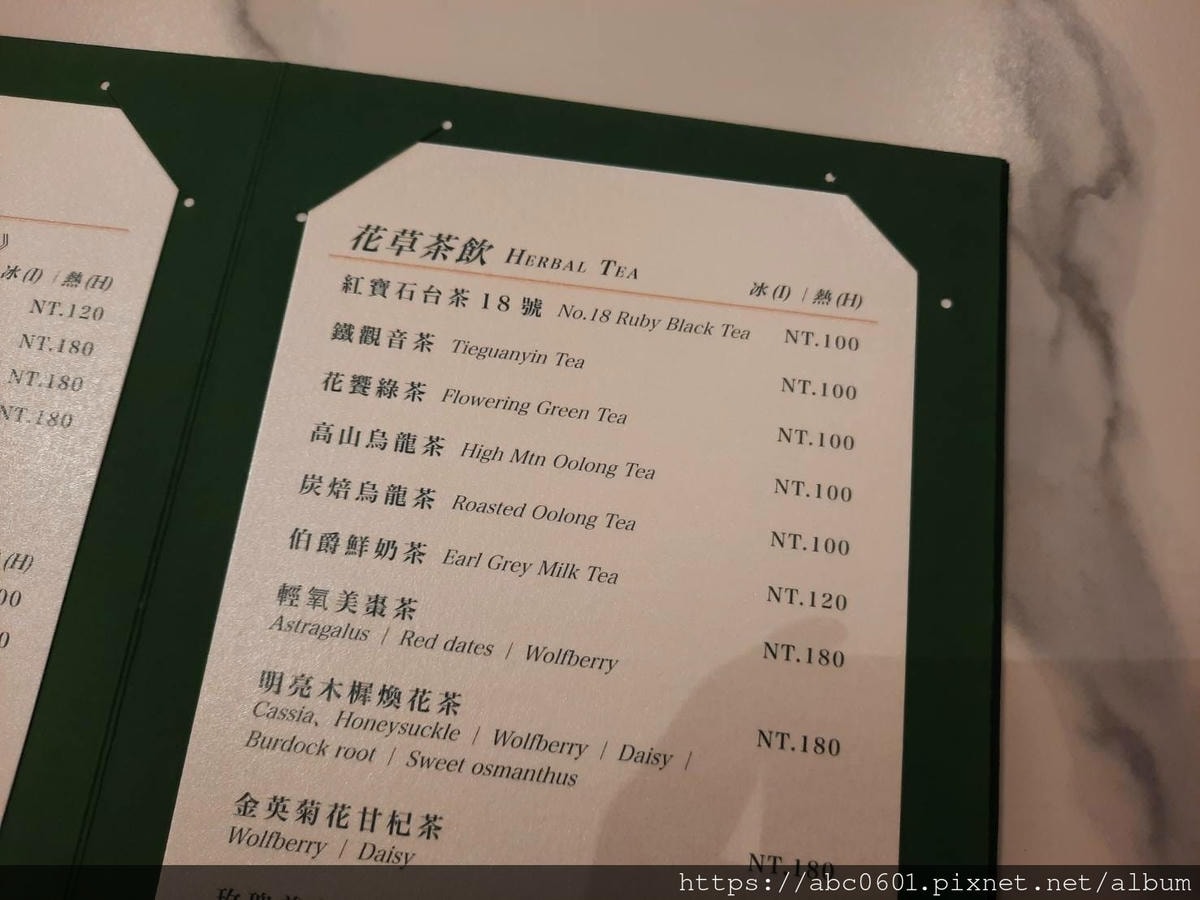 》
冰(I) / 熱(H)
NT.120
NT.180
NT.180
NT.180
(H)
花草茶飲 HERBAL TEA
冰(I) / 熱(H)
紅寶石台茶 18 號 No.18 Ruby Black Tea NT.100
鐵觀音茶 Tieguanyin Tea NT.100
花饗綠茶 Flowering Green Tea NT.100
高山烏龍茶 High Mtn Oolong Tea NT.100
炭焙烏龍茶 Roasted Oolong Tea NT.100
伯爵鮮奶茶 Earl Grey Milk Tea NT.120
輕氧美棗茶
Astragalus / Red dates / Wolfberry NT.180
明亮木樨煥花茶
Cassia、Honeysuckle / Wolfberry / Daisy / NT.180
Burdock root / Sweet osmanthus
金英菊花甘杞茶
Wolfberry / Daisy NT.180
https://abc0601.pixnet.net/album